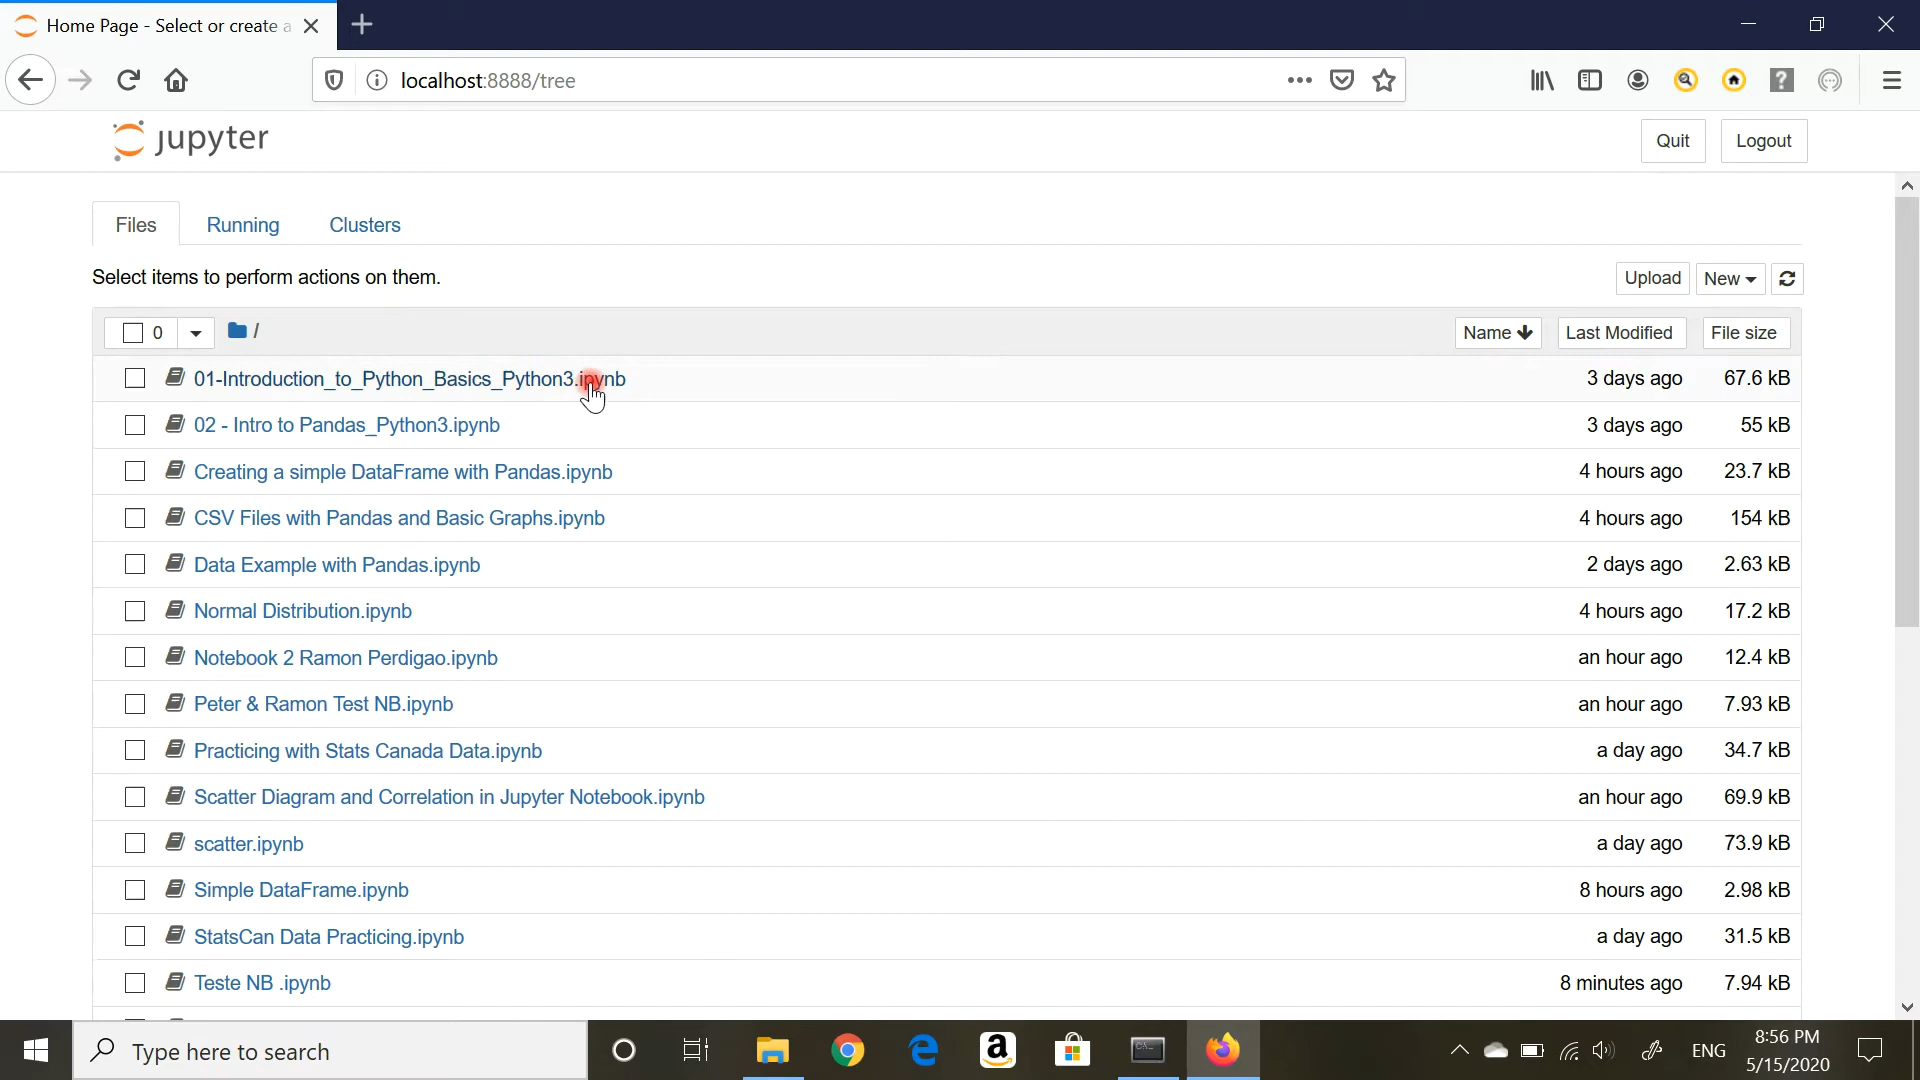 Home Page - Select or create a
localhost:8888/tree
jupyter
Quit
Logout
Files
Running
Clusters
Select items to perform actions on them.
Upload
New
0
/
Name
Last Modified
File size
01-Introduction_to_Python_Basics_Python3.ipynb 3 days ago 67.6 kB
02 - Intro to Pandas_Python3.ipynb 3 days ago 55 kB
Creating a simple DataFrame with Pandas.ipynb 4 hours ago 23.7 kB
CSV Files with Pandas and Basic Graphs.ipynb 4 hours ago 154 kB
Data Example with Pandas.ipynb 2 days ago 2.63 kB
Normal Distribution.ipynb 4 hours ago 17.2 kB
Notebook 2 Ramon Perdigao.ipynb an hour ago 12.4 kB
Peter & Ramon Test NB.ipynb an hour ago 7.93 kB
Practicing with Stats Canada Data.ipynb a day ago 34.7 kB
Scatter Diagram and Correlation in Jupyter Notebook.ipynb an hour ago 69.9 kB
scatter.ipynb a day ago 73.9 kB
Simple DataFrame.ipynb 8 hours ago 2.98 kB
StatsCan Data Practicing.ipynb a day ago 31.5 kB
Teste NB .ipynb 8 minutes ago 7.94 kB
Type here to search
ENG
8:56 PM
5/15/2020